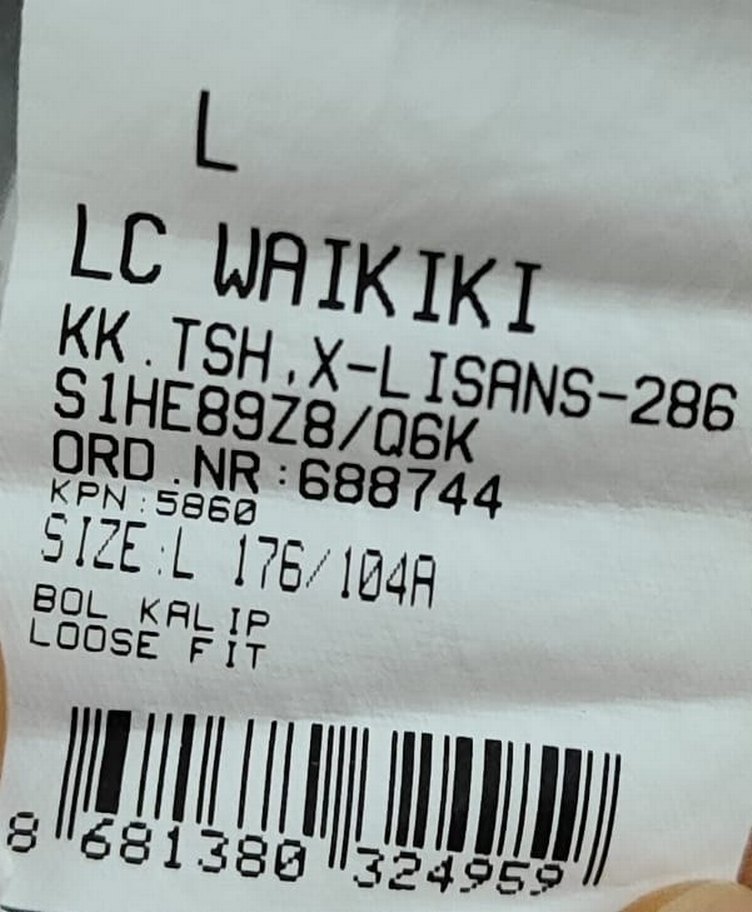 L
LC WAIKIKI
KK.TSH,X-LISANS-286
S1HE89Z8/Q6K
ORD.NR:688744
KPN:5860
SIZE:L 176/104A
BOL KALIP
LOOSE FIT
8 681380 324959